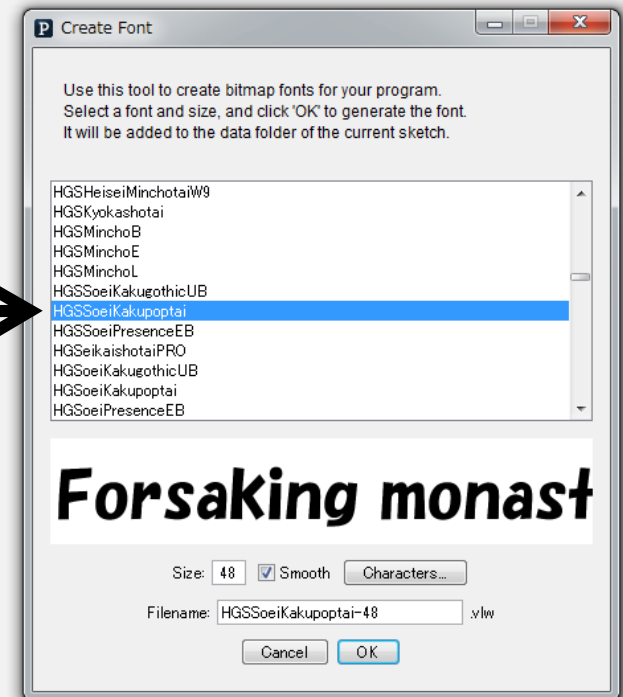 Create Font
Use this tool to create bitmap fonts for your program.
Select a font and size, and click 'OK' to generate the font.
It will be added to the data folder of the current sketch.
HGSHeiseiMinchotaiW9
HGSKyokashotai
HGSMinchoB
HGSMinchoE
HGSMinchoL
HGSSoeiKakugothicUB
HGSSoeiKakupoptai
HGSSoeiPresenceEB
HGSeikaishotaiPRO
HGSoeiKakugothicUB
HGSoeiKakupoptai
HGSoeiPresenceEB
Forsaking monast
Size: 48 Smooth Characters...
Filename: HGSSoeiKakupoptai-48 .vlw
Cancel OK